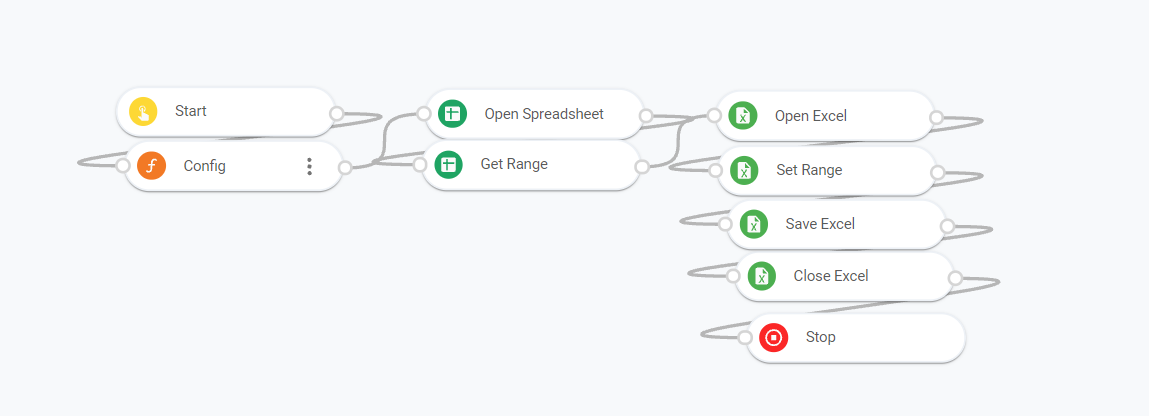 Start
Config
Open Spreadsheet
Get Range
Open Excel
Set Range
Save Excel
Close Excel
Stop